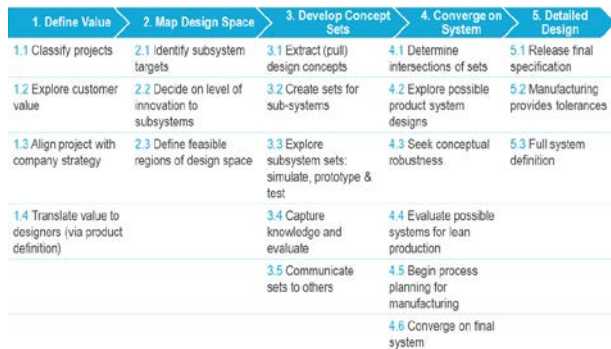 1. Define Value
2. Map Design Space
3. Develop Concept
Sets
4. Converge on
System
5. Detailed
Design
1.1 Classify projects
2.1 Identify subsystem
targets
3.1 Extract (pull)
design concepts
4.1 Determine
intersections of sets
5.1 Release final
specification
1.2 Explore customer
value
2.2 Decide on level of
innovation to
subsystems
3.2 Create sets for
sub-systems
4.2 Explore possible
product system
designs
5.2 Manufacturing
provides tolerances
1.3 Align project with
company strategy
2.3 Define feasible
regions of design space
3.3 Explore
subsystem sets:
simulate, prototype &
test
4.3 Seek conceptual
robustness
5.3 Full system
definition
1.4 Translate value to
designers (via product
definition)
3.4 Capture
knowledge and
evaluate
4.4 Evaluate possible
systems for lean
production
3.5 Communicate
sets to others
4.5 Begin process
planning for
manufacturing
4.6 Converge on final
system